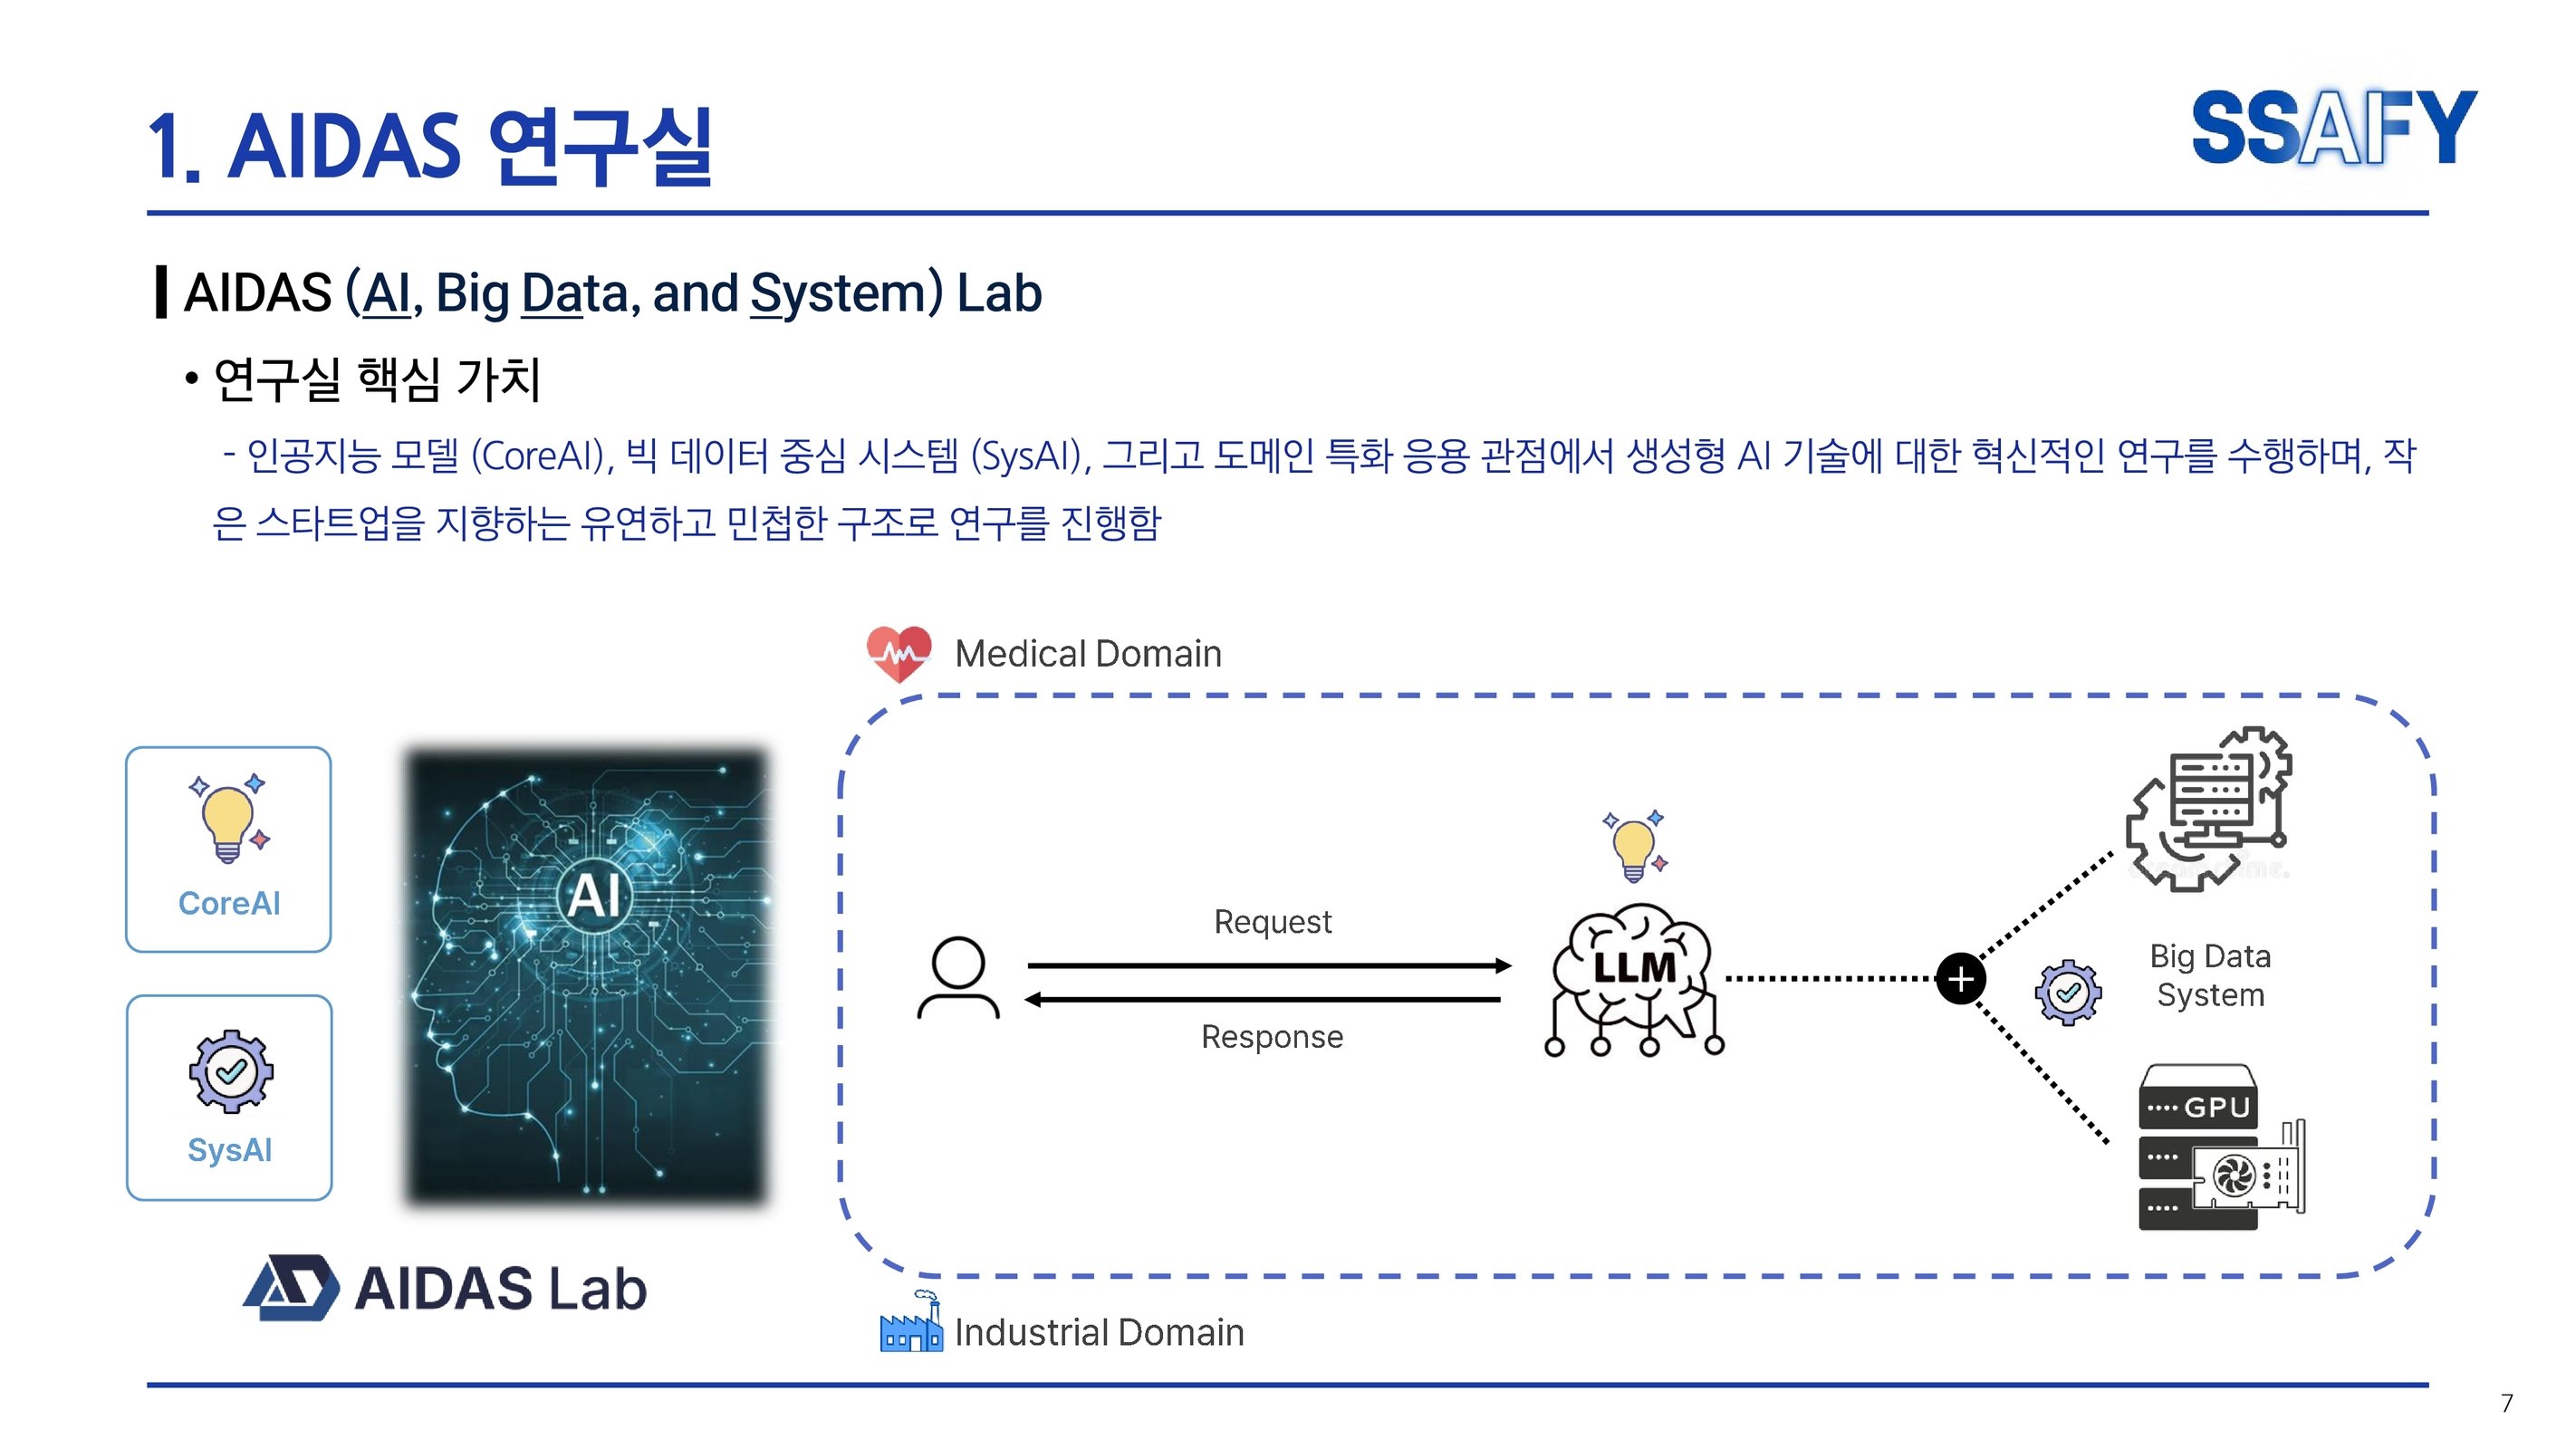 1. AIDAS 연구실
SSAFY
AIDAS (AI, Big Data, and System) Lab
• 연구실 핵심 가치
- 인공지능 모델 (CoreAI), 빅 데이터 중심 시스템 (SysAI), 그리고 도메인 특화 응용 관점에서 생성형 AI 기술에 대한 혁신적인 연구를 수행하며, 작
은 스타트업을 지향하는 유연하고 민첩한 구조로 연구를 진행함
Medical Domain
CoreAI
AI
SysAI
AIDAS Lab
Request
Response
LLM
Big Data
System
GPU
Industrial Domain
7